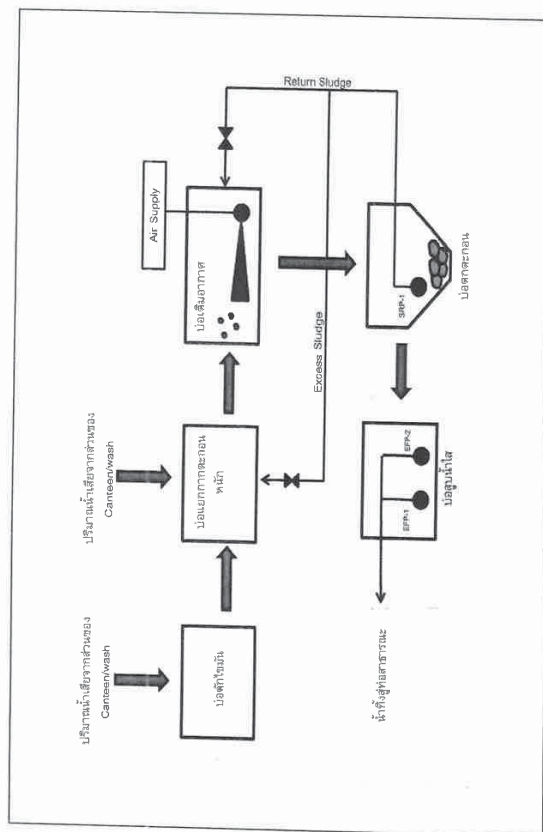 ปริมาณน้ำเสียจากส่วนของ
Canteen/wash
ปริมาณน้ำเสียจากส่วนของ
Canteen/wash
Air Supply
บ่อดักไขมัน
บ่อแยกกากตะกอน
หนัก
บ่อเติมอากาศ
Return Sludge
Excess Sludge
น้ำทิ้งสู่ท่อสาธารณะ
EFP-1
EFP-2
บ่อสูบน้ำใส
SRP-1
บ่อตกตะกอน